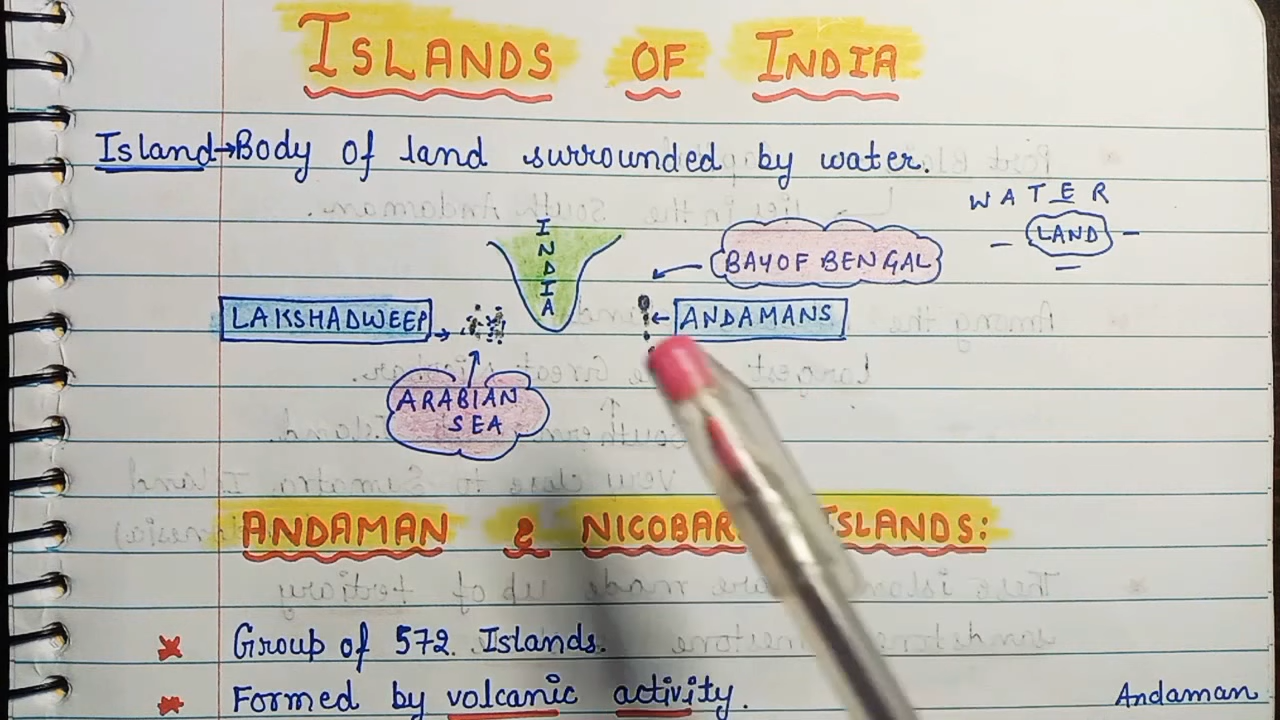 ISLANDS OF INDIA
Island → Body of land surrounded by water.
WATER
LAND
INDIA
BAY OF BENGAL
LAKSHADWEEP
ANDAMANS
ARABIAN
SEA
ANDAMAN & NICOBAR ISLANDS:
Group of 572 Islands.
Formed by volcanic activity.
Andaman